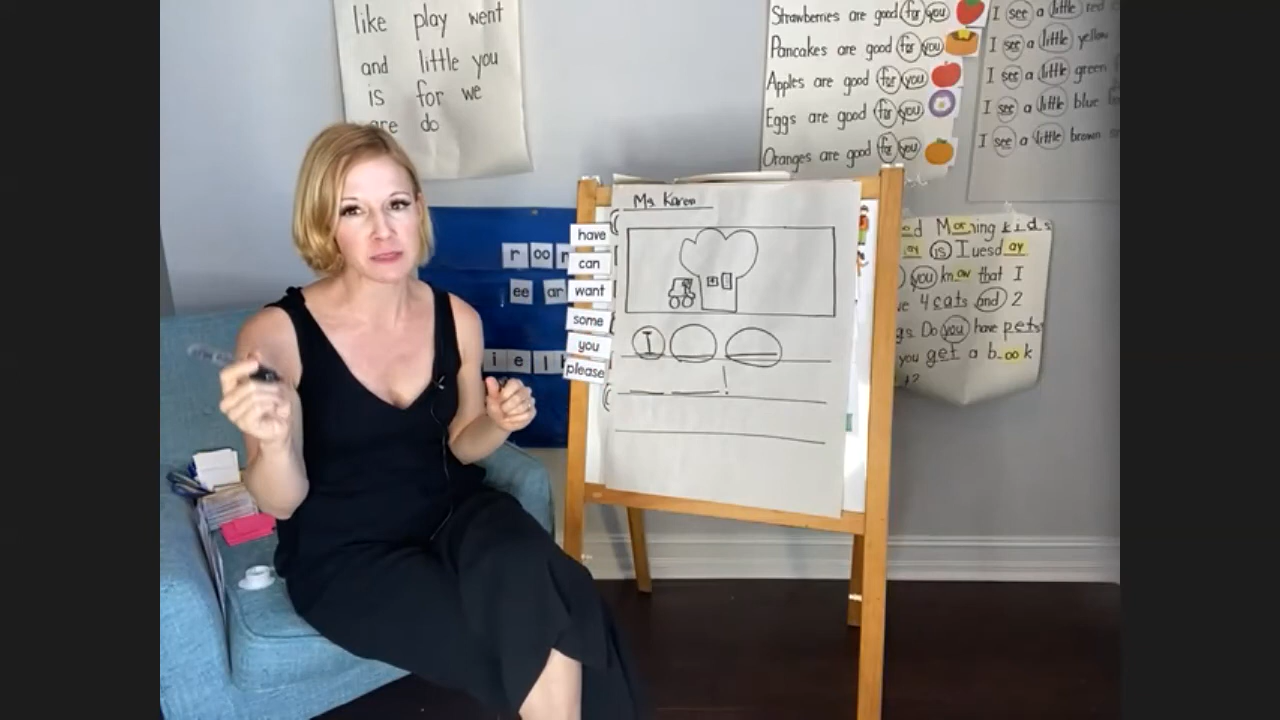 like play went
and little you
is for we
are do
Strawberries are good for you
Pancakes are good for you
Apples are good for you
Eggs are good for you
Oranges are good for you
I see a little red
I see a little yellow
I see a little green
I see a little blue
I see a little brown
r oo
ee ar
i e l
have
can
want
some
you
please
Ms. Karen
I
!
Morning kids
ay is Tuesday
you know that I
4 cats and 2
Do you have pets
you get a book